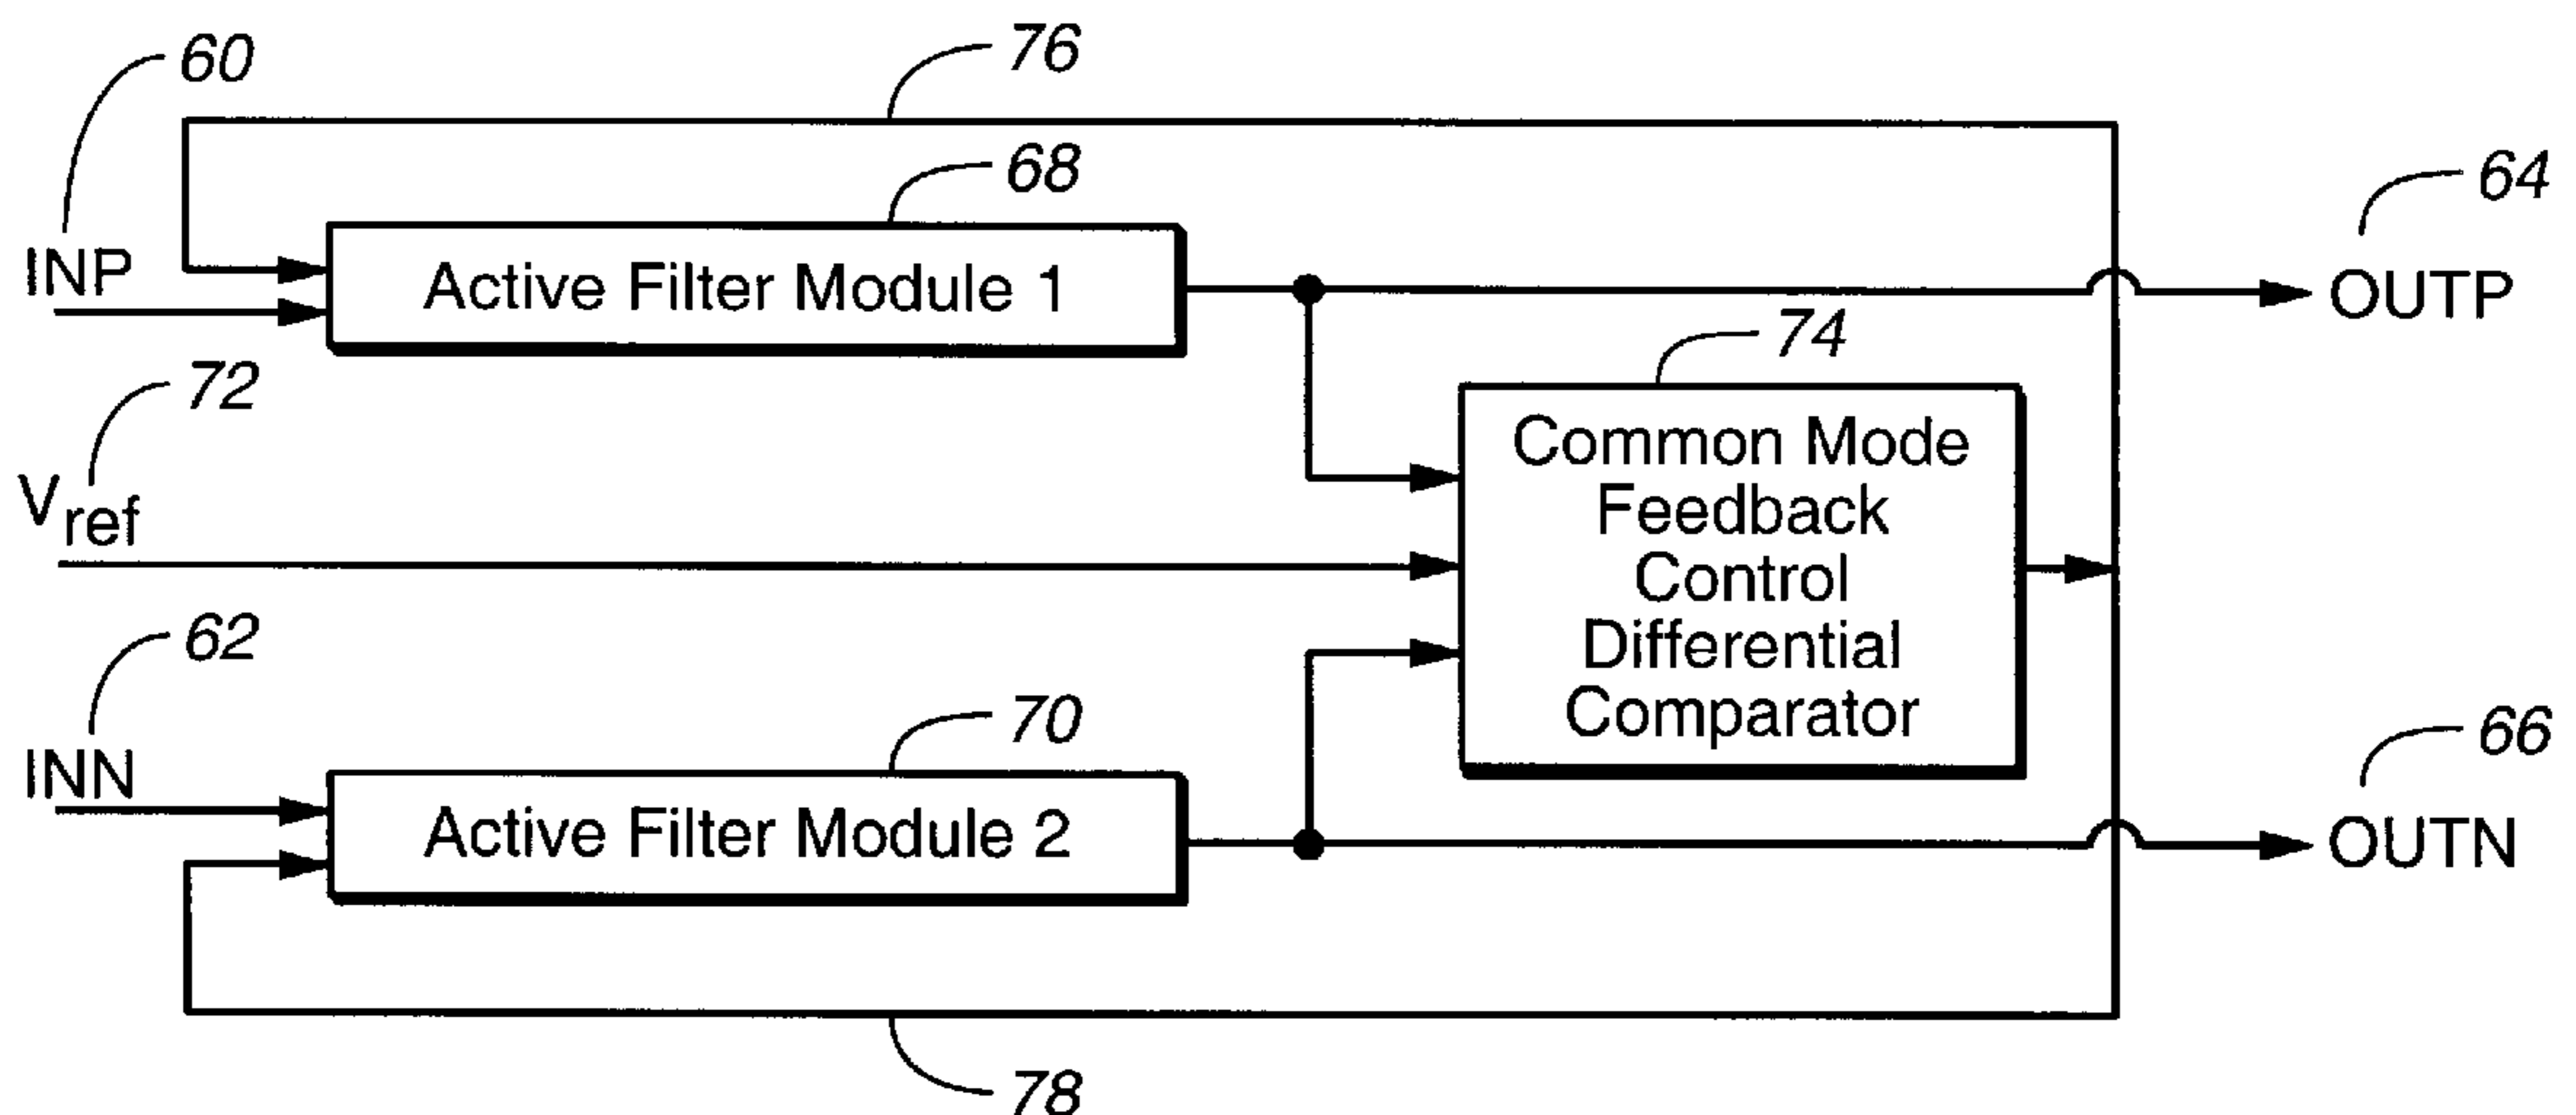 60
76
68
64
INP
Active Filter Module 1
OUTP
72
74
Vref
Common Mode
Feedback
Control
Differential
Comparator
62
70
66
INN
Active Filter Module 2
OUTN
78